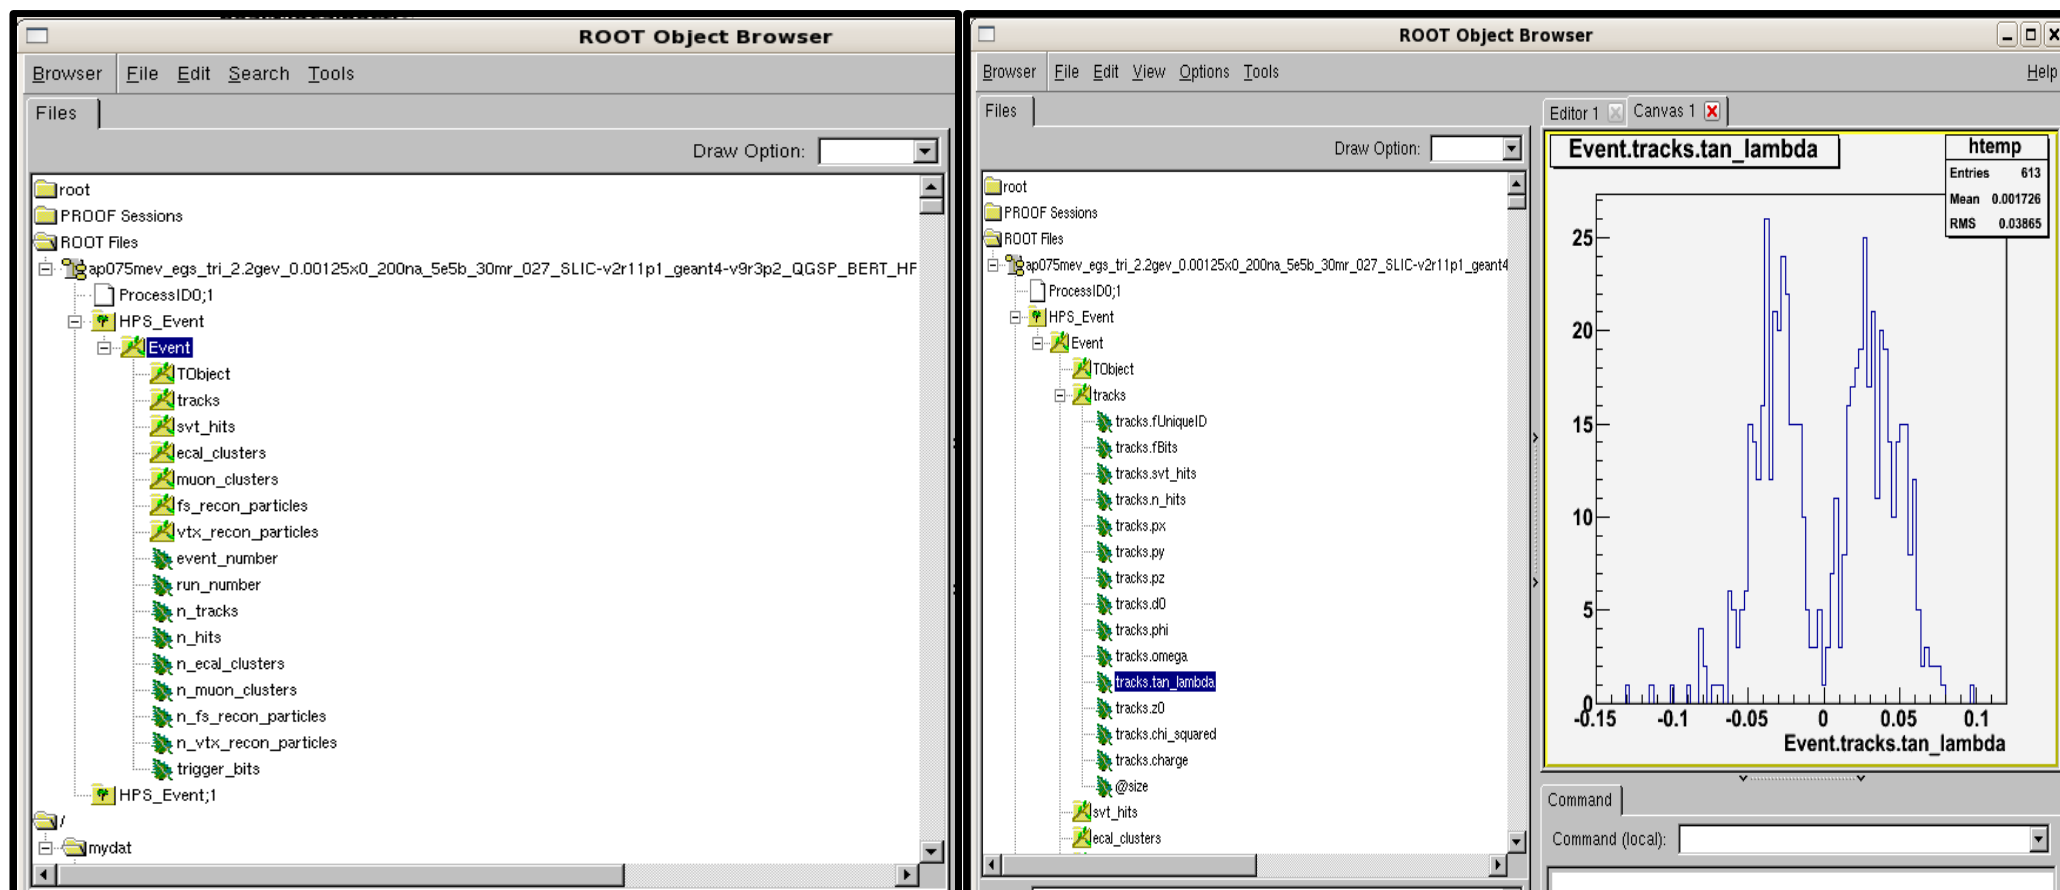 ROOT Object Browser
Browser File Edit Search Tools
Files
Draw Option:
root
PROOF Sessions
ROOT Files
ap075mev_egs_tri_2.2gev_0.00125x0_200na_5e5b_30mr_027_SLIC-v2r11p1_geant4-v9r3p2_QGSP_BERT_HF
ProcessID0;1
HPS_Event
Event
TObject
tracks
svt_hits
ecal_clusters
muon_clusters
fs_recon_particles
vtx_recon_particles
event_number
run_number
n_tracks
n_hits
n_ecal_clusters
n_muon_clusters
n_fs_recon_particles
n_vtx_recon_particles
trigger_bits
HPS_Event;1
/
mydat
ROOT Object Browser
Browser File Edit View Options Tools Help
Files
Draw Option:
root
PROOF Sessions
ROOT Files
ap075mev_egs_tri_2.2gev_0.00125x0_200na_5e5b_30mr_027_SLIC-v2r11p1_geant4
ProcessID0;1
HPS_Event
Event
TObject
tracks
tracks.fUniqueID
tracks.fBits
tracks.svt_hits
tracks.n_hits
tracks.px
tracks.py
tracks.pz
tracks.d0
tracks.phi
tracks.omega
tracks.tan_lambda
tracks.z0
tracks.chi_squared
tracks.charge
@size
svt_hits
ecal_clusters
Editor 1 Canvas 1
Event.tracks.tan_lambda
htemp
Entries 613
Mean 0.001726
RMS 0.03865
25
20
15
10
5
0
-0.15 -0.1 -0.05 0 0.05 0.1
Event.tracks.tan_lambda
Command
Command (local):